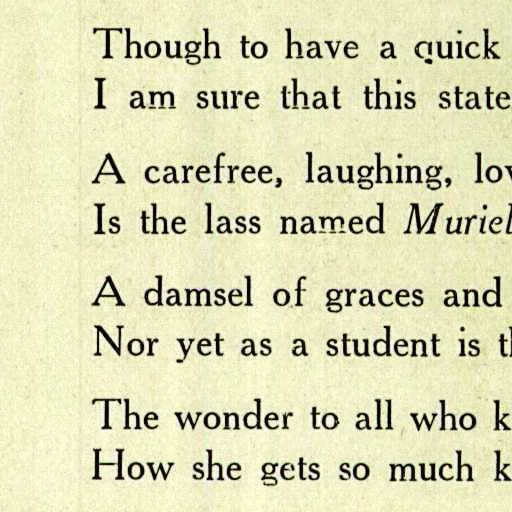 Though to have a quick
I am sure that this state
A carefree, laughing, lov
Is the lass named Muriel
A damsel of graces and
Nor yet as a student is th
The wonder to all who k
How she gets so much k